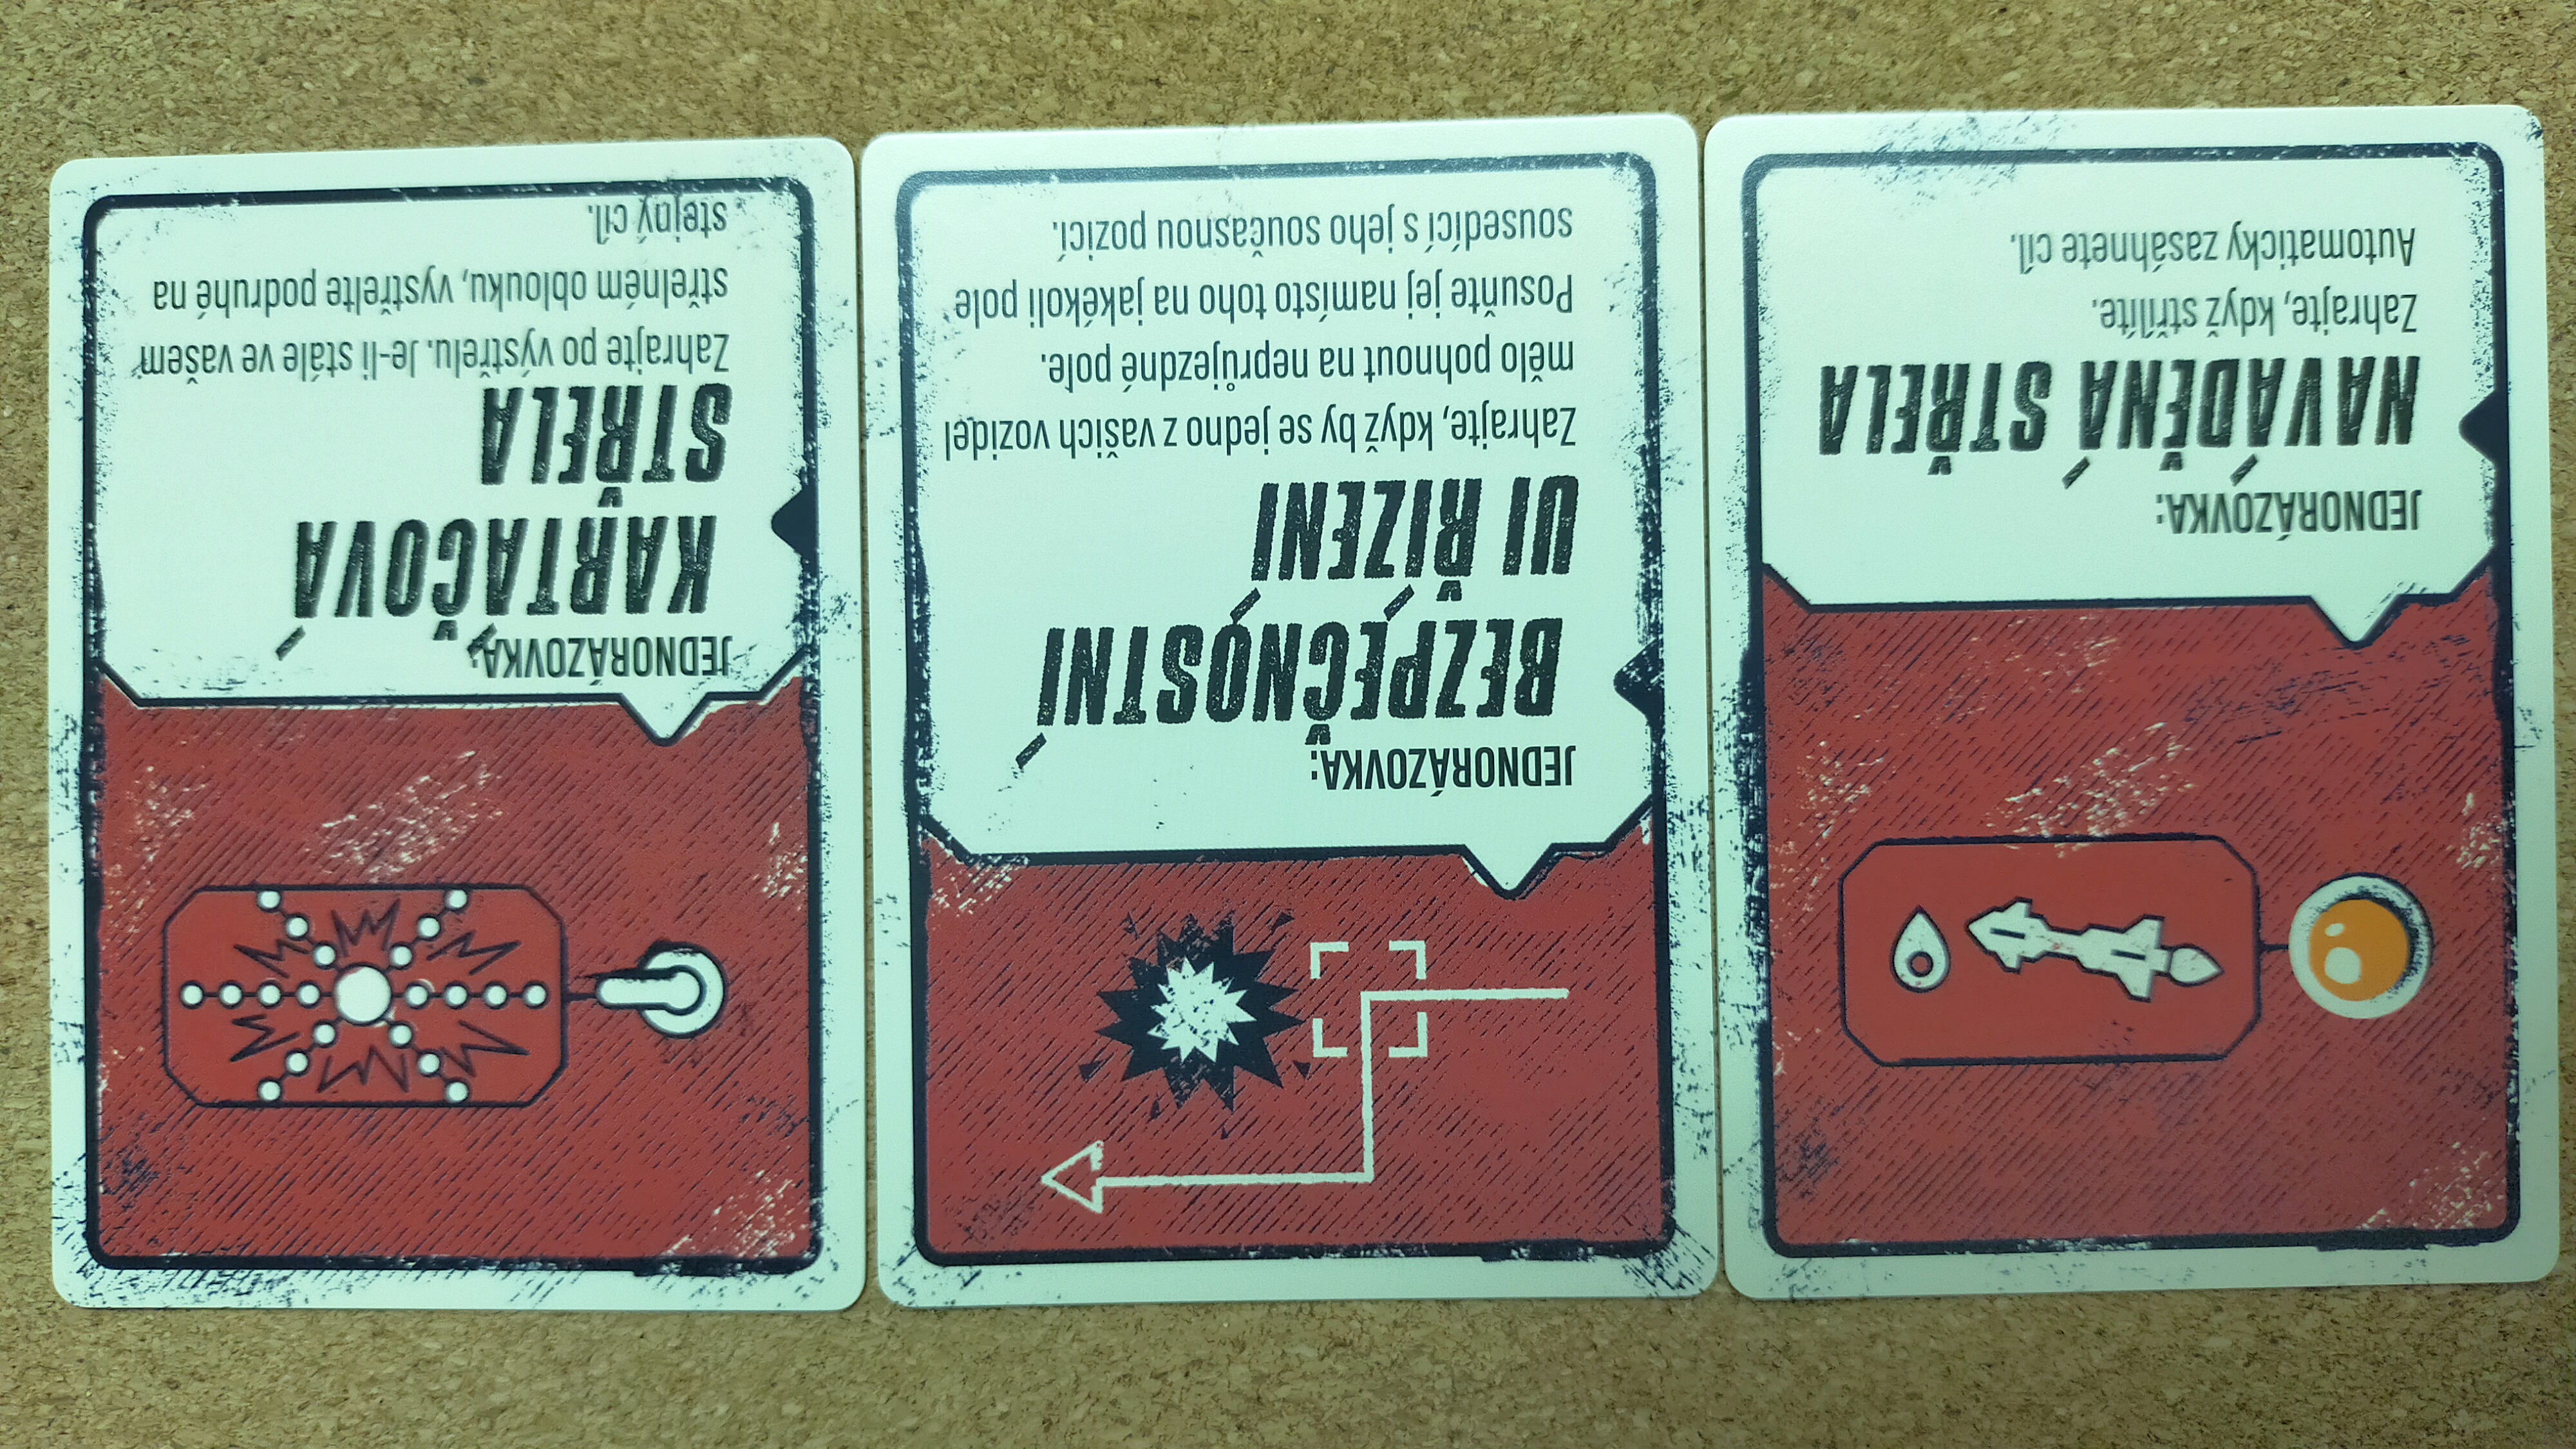 JEDNORÁZOVKA:
NAVÁDĚNÁ STŘELA
Zahrajte, když střílíte.
Automaticky zasáhnete cíl.
JEDNORÁZOVKA:
BEZPEČNOSTNÍ
UI ŘÍZENÍ
Zahrajte, když by se jedno z vašich vozidel
mělo pohnout na neprůjezdné pole.
Posuňte jej namísto toho na jakékoli pole
sousedící s jeho současnou pozicí.
JEDNORÁZOVKA:
KARTÁČOVÁ
STŘELA
Zahrajte po výstřelu. Je-li stále ve vašem
střelném oblouku, vystřelte podruhé na
stejný cíl.